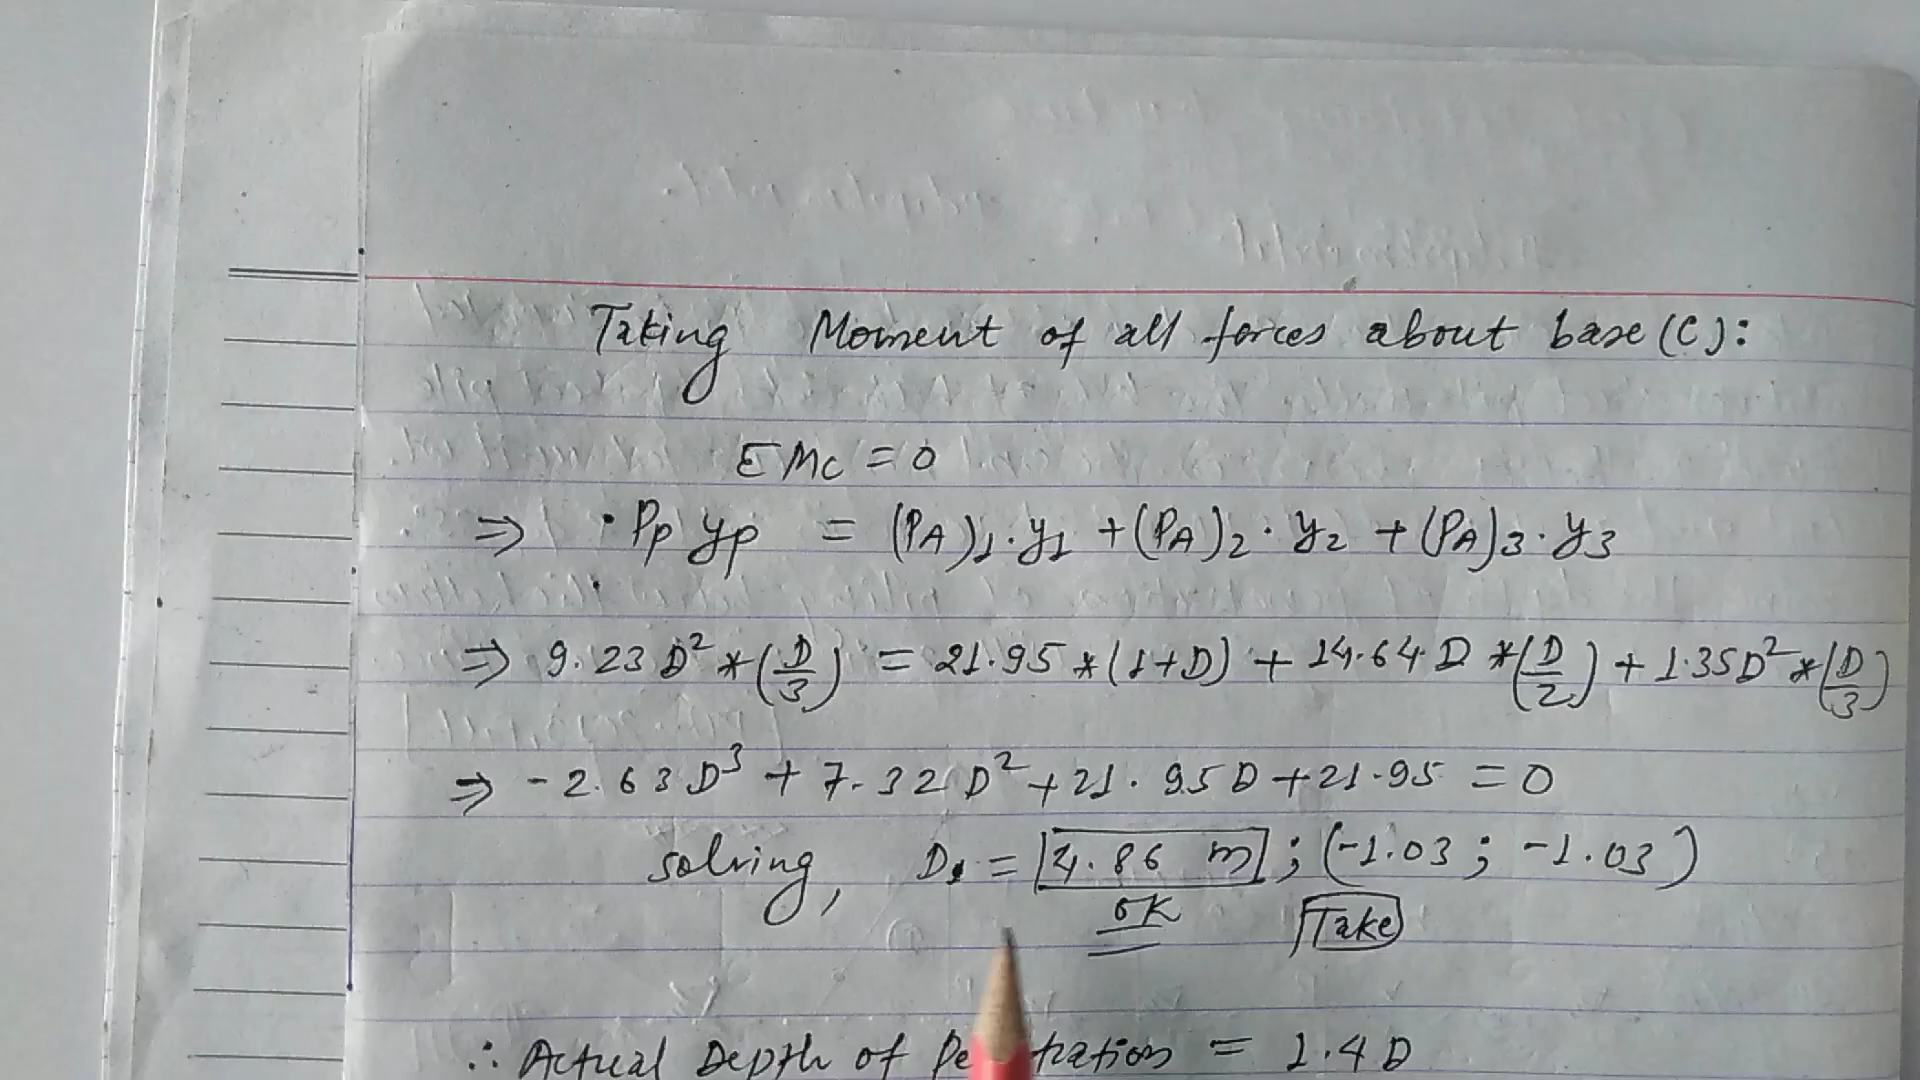 Taking Moment of all forces about base (C):
ΣMc = 0
⇒ Pp yp = (PA)1·y1 + (PA)2·y2 + (PA)3·y3
⇒ 9.23 D² * (D/3) = 21.95 * (1+D) + 14.64 D * (D/2) + 1.35D² * (D/3)
⇒ -2.63 D³ + 7.32 D² + 21.95 D + 21.95 = 0
solving, D = 4.86 m ; (-1.03 ; -1.03)
OK Take
∴ Actual Depth of = 1.4 D